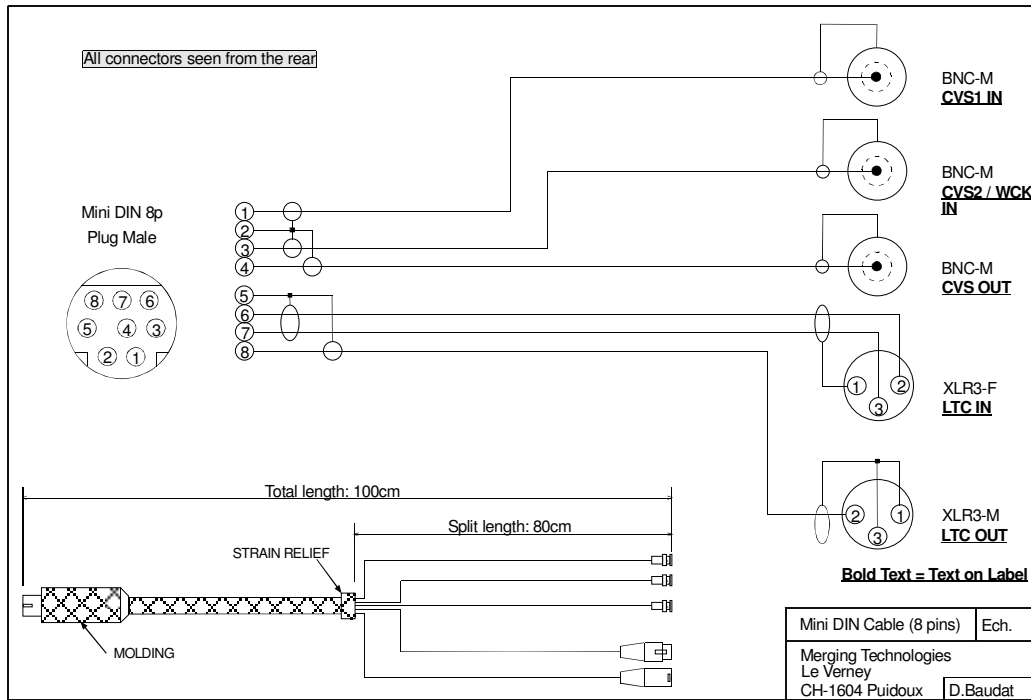 All connectors seen from the rear
BNC-M
CVS1 IN
BNC-M
CVS2 / WCK
IN
BNC-M
CVS OUT
Mini DIN 8p
Plug Male
1
2
3
4
5
6
7
8
8 7 6
5 4 3
2 1
1 2
3
XLR3-F
LTC IN
2 1
3
XLR3-M
LTC OUT
Total length: 100cm
Split length: 80cm
STRAIN RELIEF
MOLDING
Bold Text = Text on Label
Mini DIN Cable (8 pins) Ech.
Merging Technologies
Le Verney
CH-1604 Puidoux D.Baudat